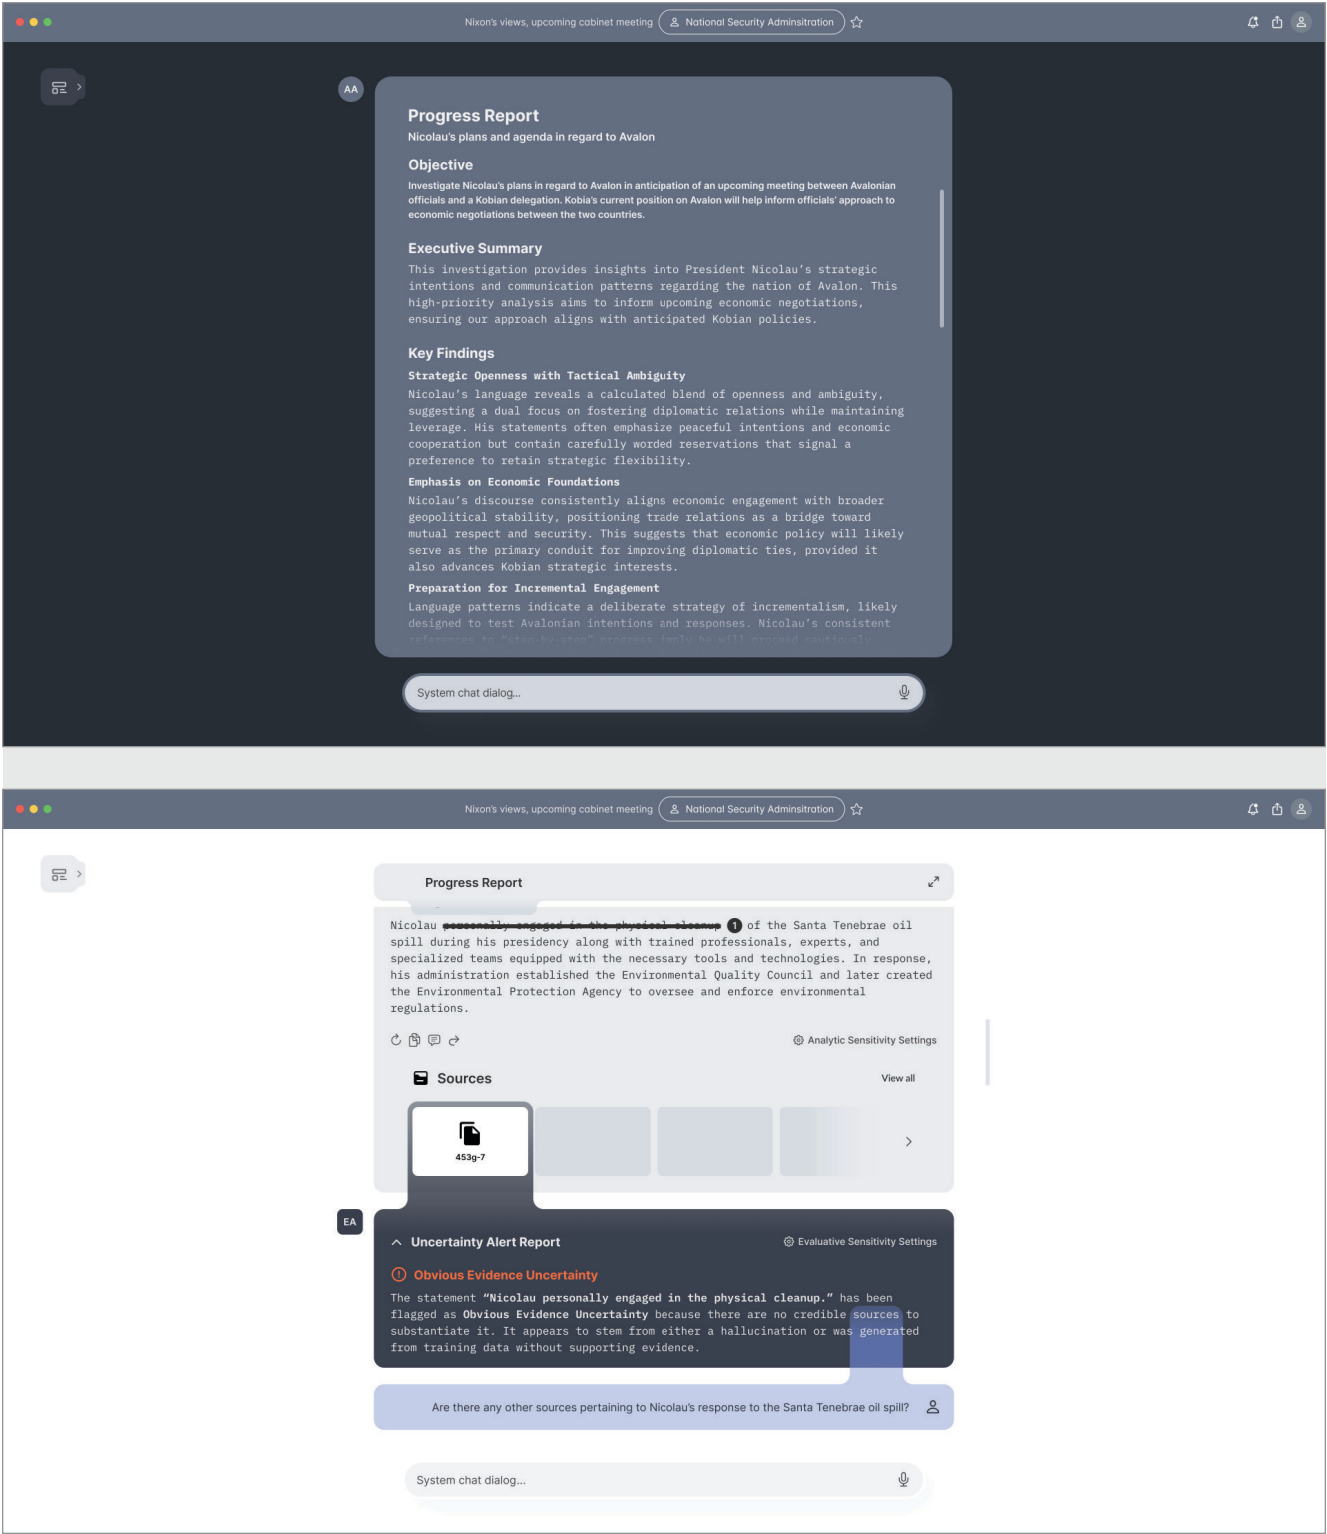 Nixon's views, upcoming cabinet meeting National Security Adminsitration
AA
Progress Report
Nicolau's plans and agenda in regard to Avalon
Objective
Investigate Nicolau's plans in regard to Avalon in anticipation of an upcoming meeting between Avalonian
officials and a Kobian delegation. Kobia's current position on Avalon will help inform officials' approach to
economic negotiations between the two countries.
Executive Summary
This investigation provides insights into President Nicolau's strategic
intentions and communication patterns regarding the nation of Avalon. This
high-priority analysis aims to inform upcoming economic negotiations,
ensuring our approach aligns with anticipated Kobian policies.
Key Findings
Strategic Openness with Tactical Ambiguity
Nicolau's language reveals a calculated blend of openness and ambiguity,
suggesting a dual focus on fostering diplomatic relations while maintaining
leverage. His statements often emphasize peaceful intentions and economic
cooperation but contain carefully worded reservations that signal a
preference to retain strategic flexibility.
Emphasis on Economic Foundations
Nicolau's discourse consistently aligns economic engagement with broader
geopolitical stability, positioning trade relations as a bridge toward
mutual respect and security. This suggests that economic policy will likely
serve as the primary conduit for improving diplomatic ties, provided it
also advances Kobian strategic interests.
Preparation for Incremental Engagement
Language patterns indicate a deliberate strategy of incrementalism, likely
designed to test Avalonian intentions and responses. Nicolau's consistent
references to "step-by-step" progress imply he will proceed cautiously
System chat dialog...
Nixon's views, upcoming cabinet meeting National Security Adminsitration
Progress Report
Nicolau personally engaged in the physical cleanup 1 of the Santa Tenebrae oil
spill during his presidency along with trained professionals, experts, and
specialized teams equipped with the necessary tools and technologies. In response,
his administration established the Environmental Quality Council and later created
the Environmental Protection Agency to oversee and enforce environmental
regulations.
Analytic Sensitivity Settings
Sources View all
453g-7
EA
Uncertainty Alert Report Evaluative Sensitivity Settings
Obvious Evidence Uncertainty
The statement "Nicolau personally engaged in the physical cleanup." has been
flagged as Obvious Evidence Uncertainty because there are no credible sources to
substantiate it. It appears to stem from either a hallucination or was generated
from training data without supporting evidence.
Are there any other sources pertaining to Nicolau's response to the Santa Tenebrae oil spill?
System chat dialog...